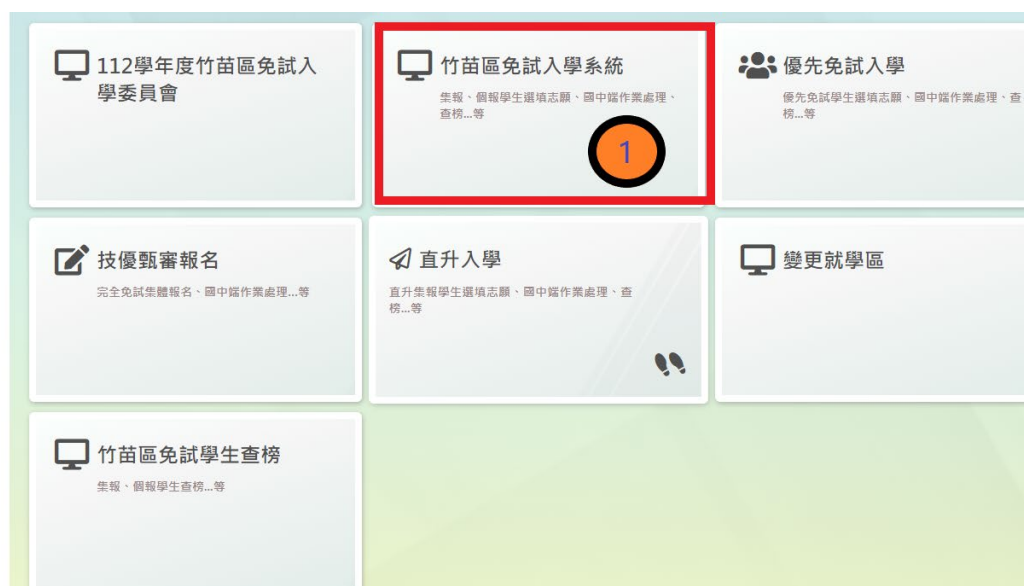 112學年度竹苗區免試入
學委員會
竹苗區免試入學系統
集報、個報學生選填志願、國中端作業處理、
查榜...等
1
優先免試入學
優先免試學生選填志願、國中端作業處理、查
榜...等
技優甄審報名
完全免試集體報名、國中端作業處理...等
直升入學
直升集報學生選填志願、國中端作業處理、查
榜...等
變更就學區
竹苗區免試學生查榜
集報、個報學生查榜...等